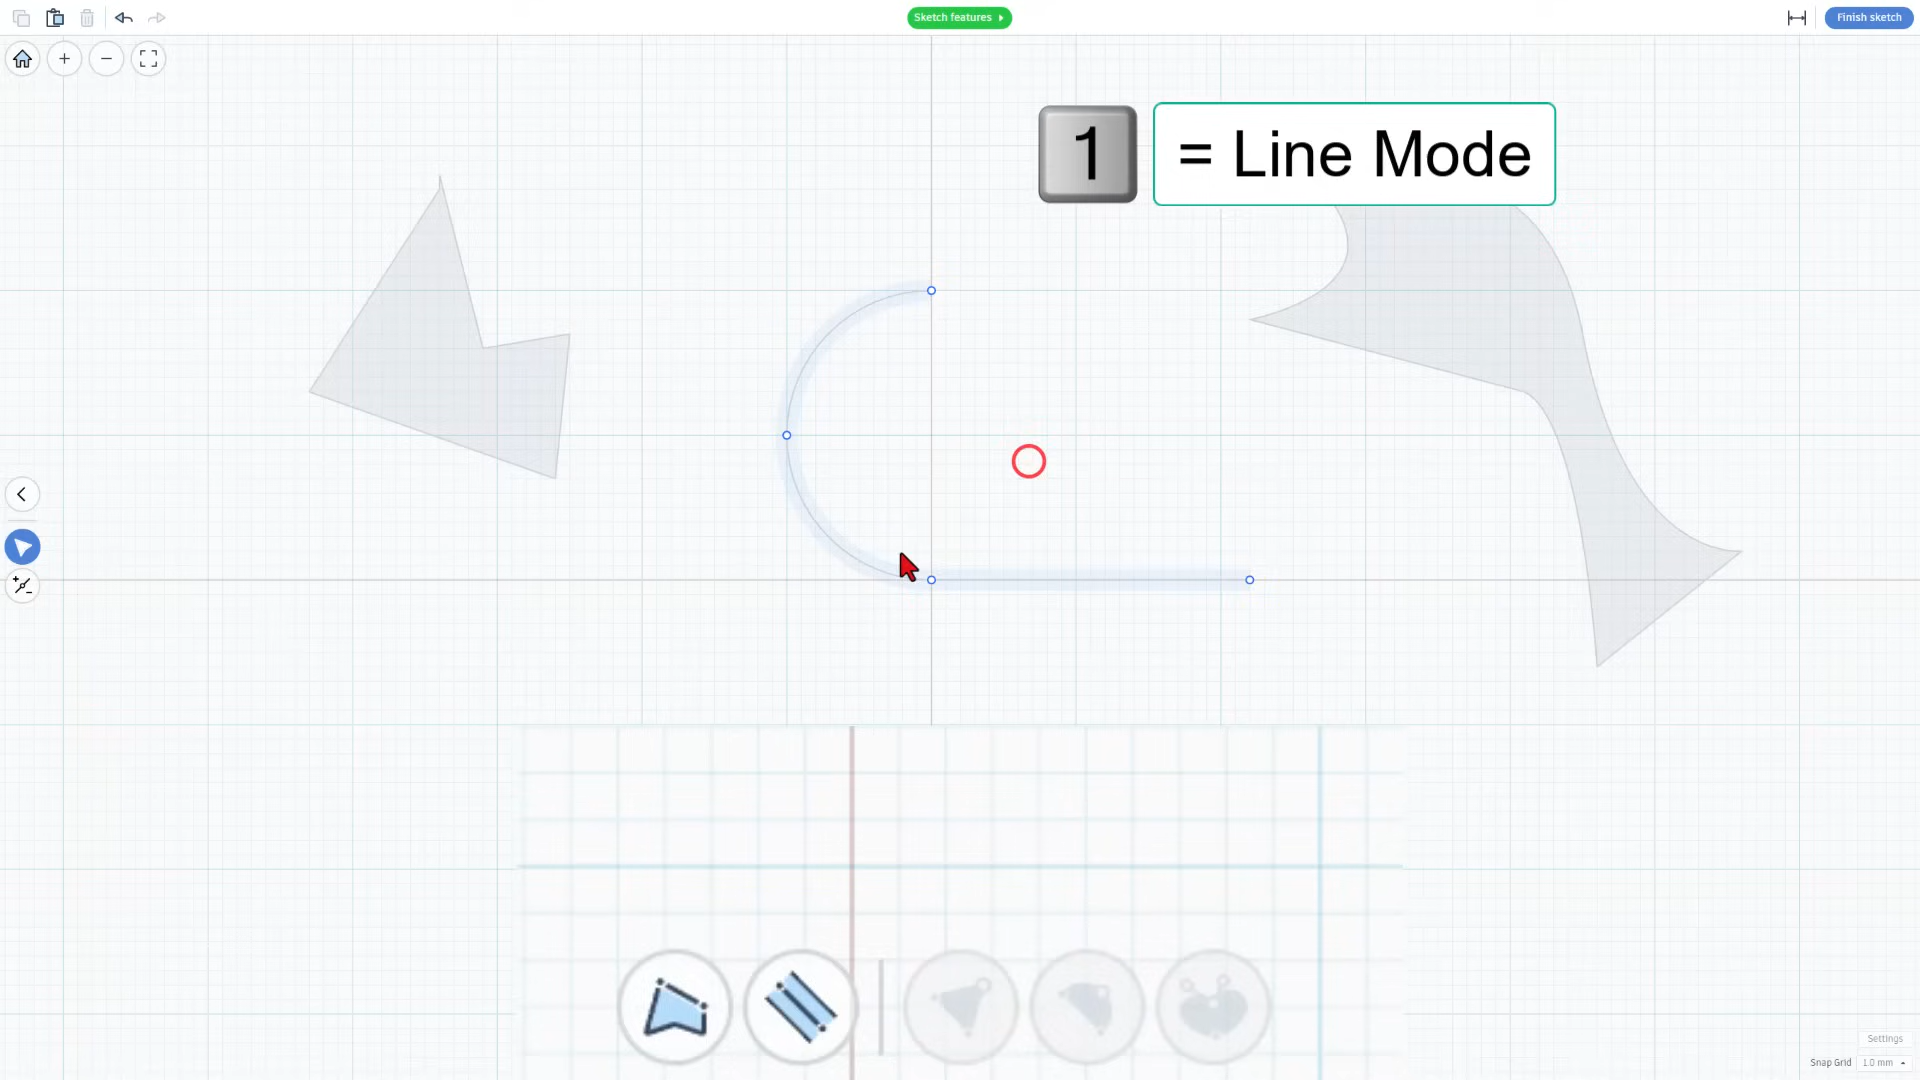 Sketch features
Finish sketch
1 = Line Mode
Settings
Snap Grid 1.0 mm